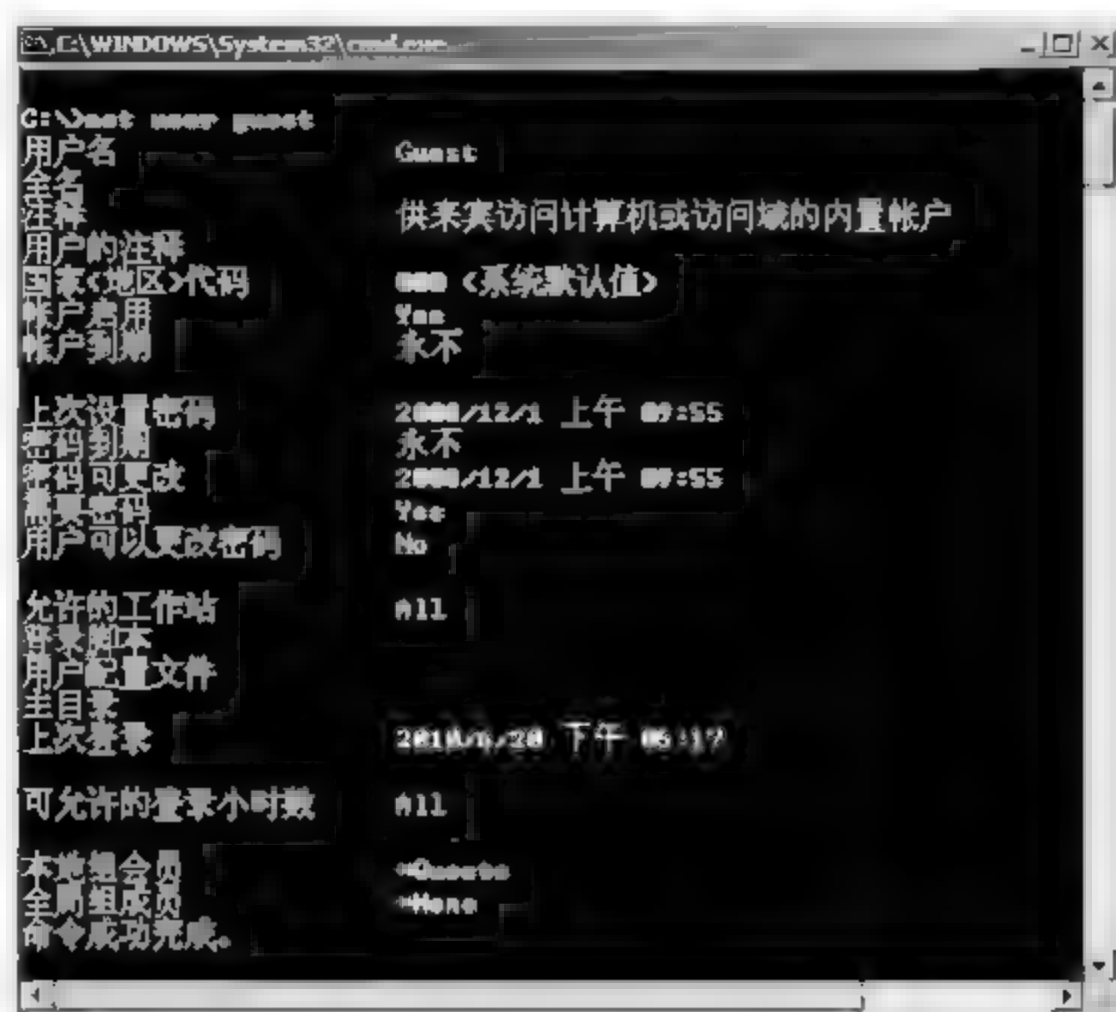 C:\WINDOWS\System32\cmd.exe
C:\>net user guest
用户名 Guest
全名
注释 供来宾访问计算机或访问域的内置帐户
用户的注释
国家<地区>代码 <系统默认值>
帐户启用 Yes
帐户到期 永不
上次设置密码 /12/1 上午 09:55
密码到期 永不
密码可更改 /12/1 上午 09:55
需要密码 Yes
用户可以更改密码 No
允许的工作站 All
登录脚本
用户配置文件
主目录
上次登录 下午
可允许的登录小时数 All
本地组会员 *Guests
全局组成员 *None
命令成功完成。